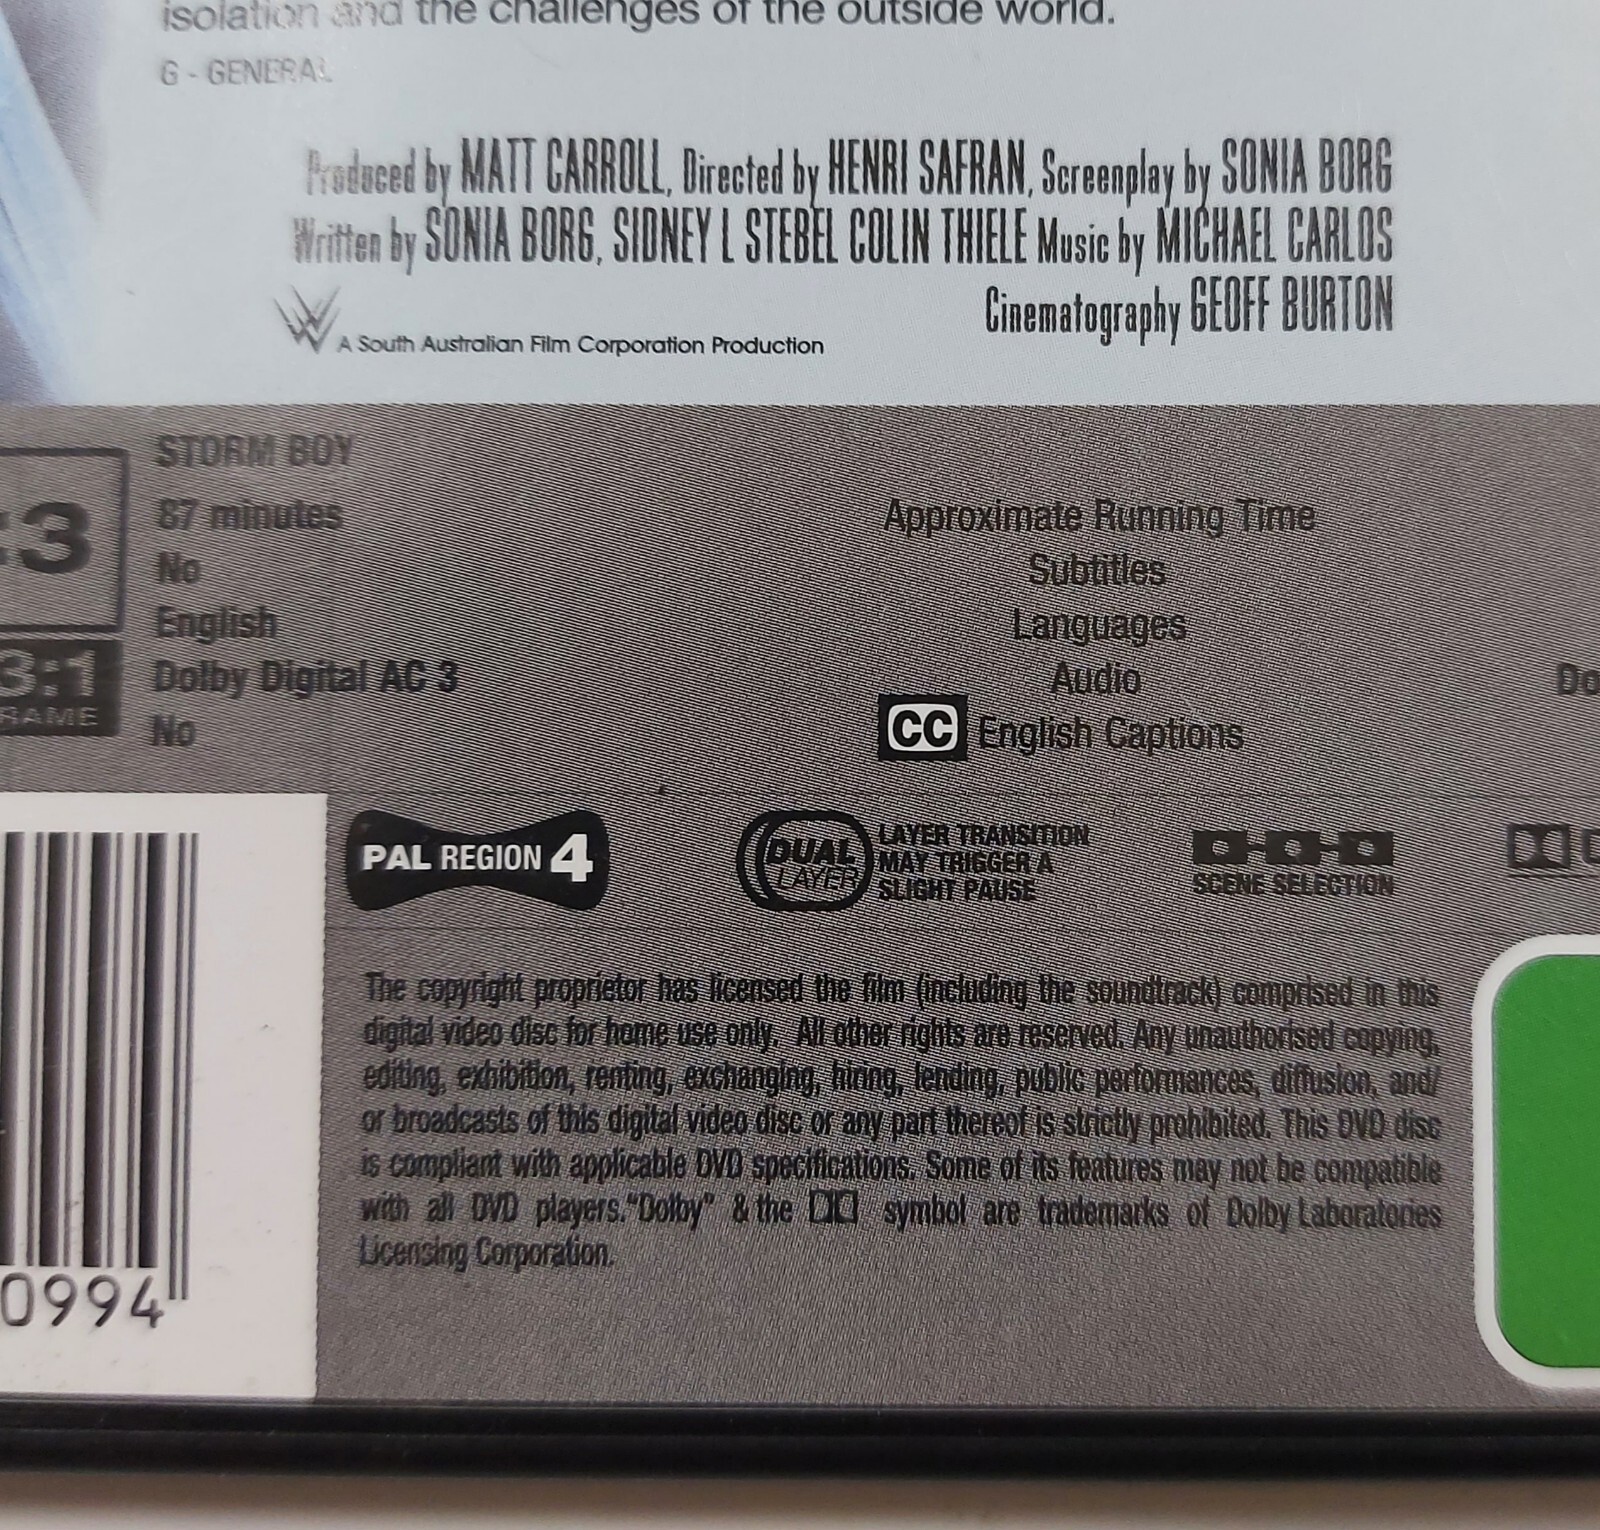 isolation and the challenges of the outside world.
G - GENERAL
Produced by MATT CARROLL, Directed by HENRI SAFRAN, Screenplay by SONIA BORG
Written by SONIA BORG, SIDNEY L STEBEL COLIN THIELE Music by MICHAEL CARLOS
Cinematography GEOFF BURTON
A South Australian Film Corporation Production
STORM BOY
:3
87 minutes Approximate Running Time
No Subtitles
English Languages
3:1
Dolby Digital AC 3 Audio Do
RAME
No CC English Captions
PAL REGION 4
DUAL LAYER
LAYER TRANSITION
MAY TRIGGER A
SLIGHT PAUSE
SCENE SELECTION
The copyright proprietor has licensed the film (including the soundtrack) comprised in this
digital video disc for home use only. All other rights are reserved. Any unauthorised copying,
editing, exhibition, renting, exchanging, hiring, lending, public performances, diffusion, and/
or broadcasts of this digital video disc or any part thereof is strictly prohibited. This DVD disc
is compliant with applicable DVD specifications. Some of its features may not be compatible
with all DVD players."Dolby" & the symbol are trademarks of Dolby Laboratories
Licensing Corporation.
0994